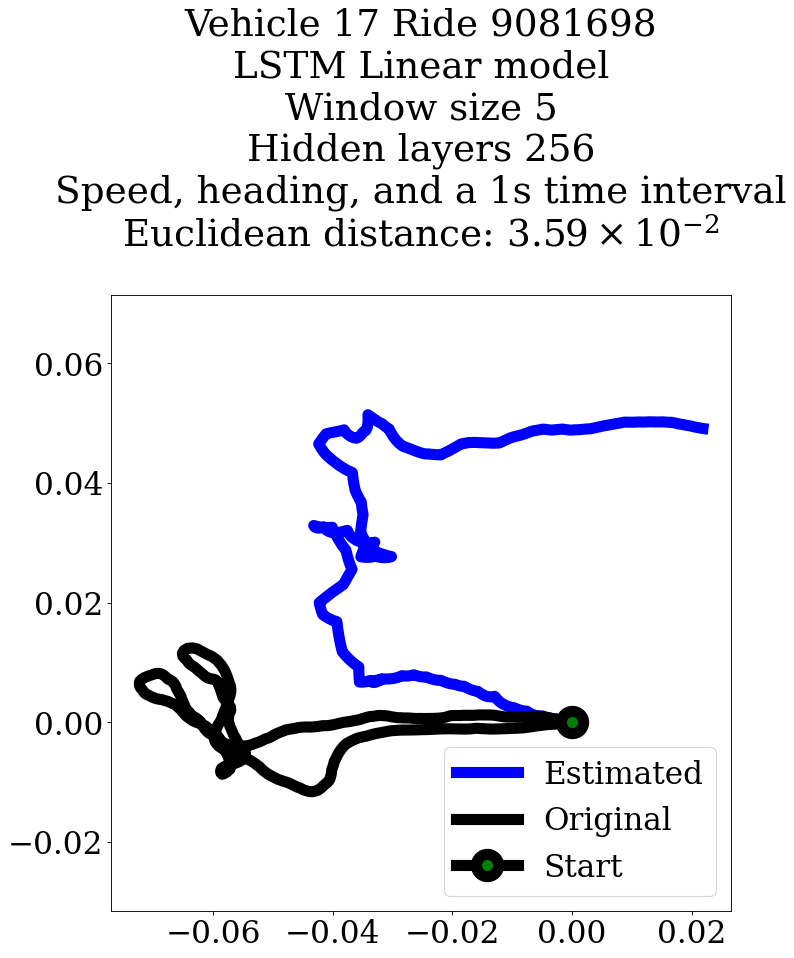 Vehicle 17 Ride 9081698
LSTM Linear model
Window size 5
Hidden layers 256
Speed, heading, and a 1s time interval
Euclidean distance: 3.59 × 10⁻²
0.06
0.04
0.02
0.00
−0.02
Estimated
Original
Start
−0.06 −0.04 −0.02 0.00 0.02